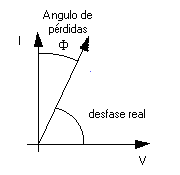 Angulo de
pérdidas
I
Φ
desfase real
V